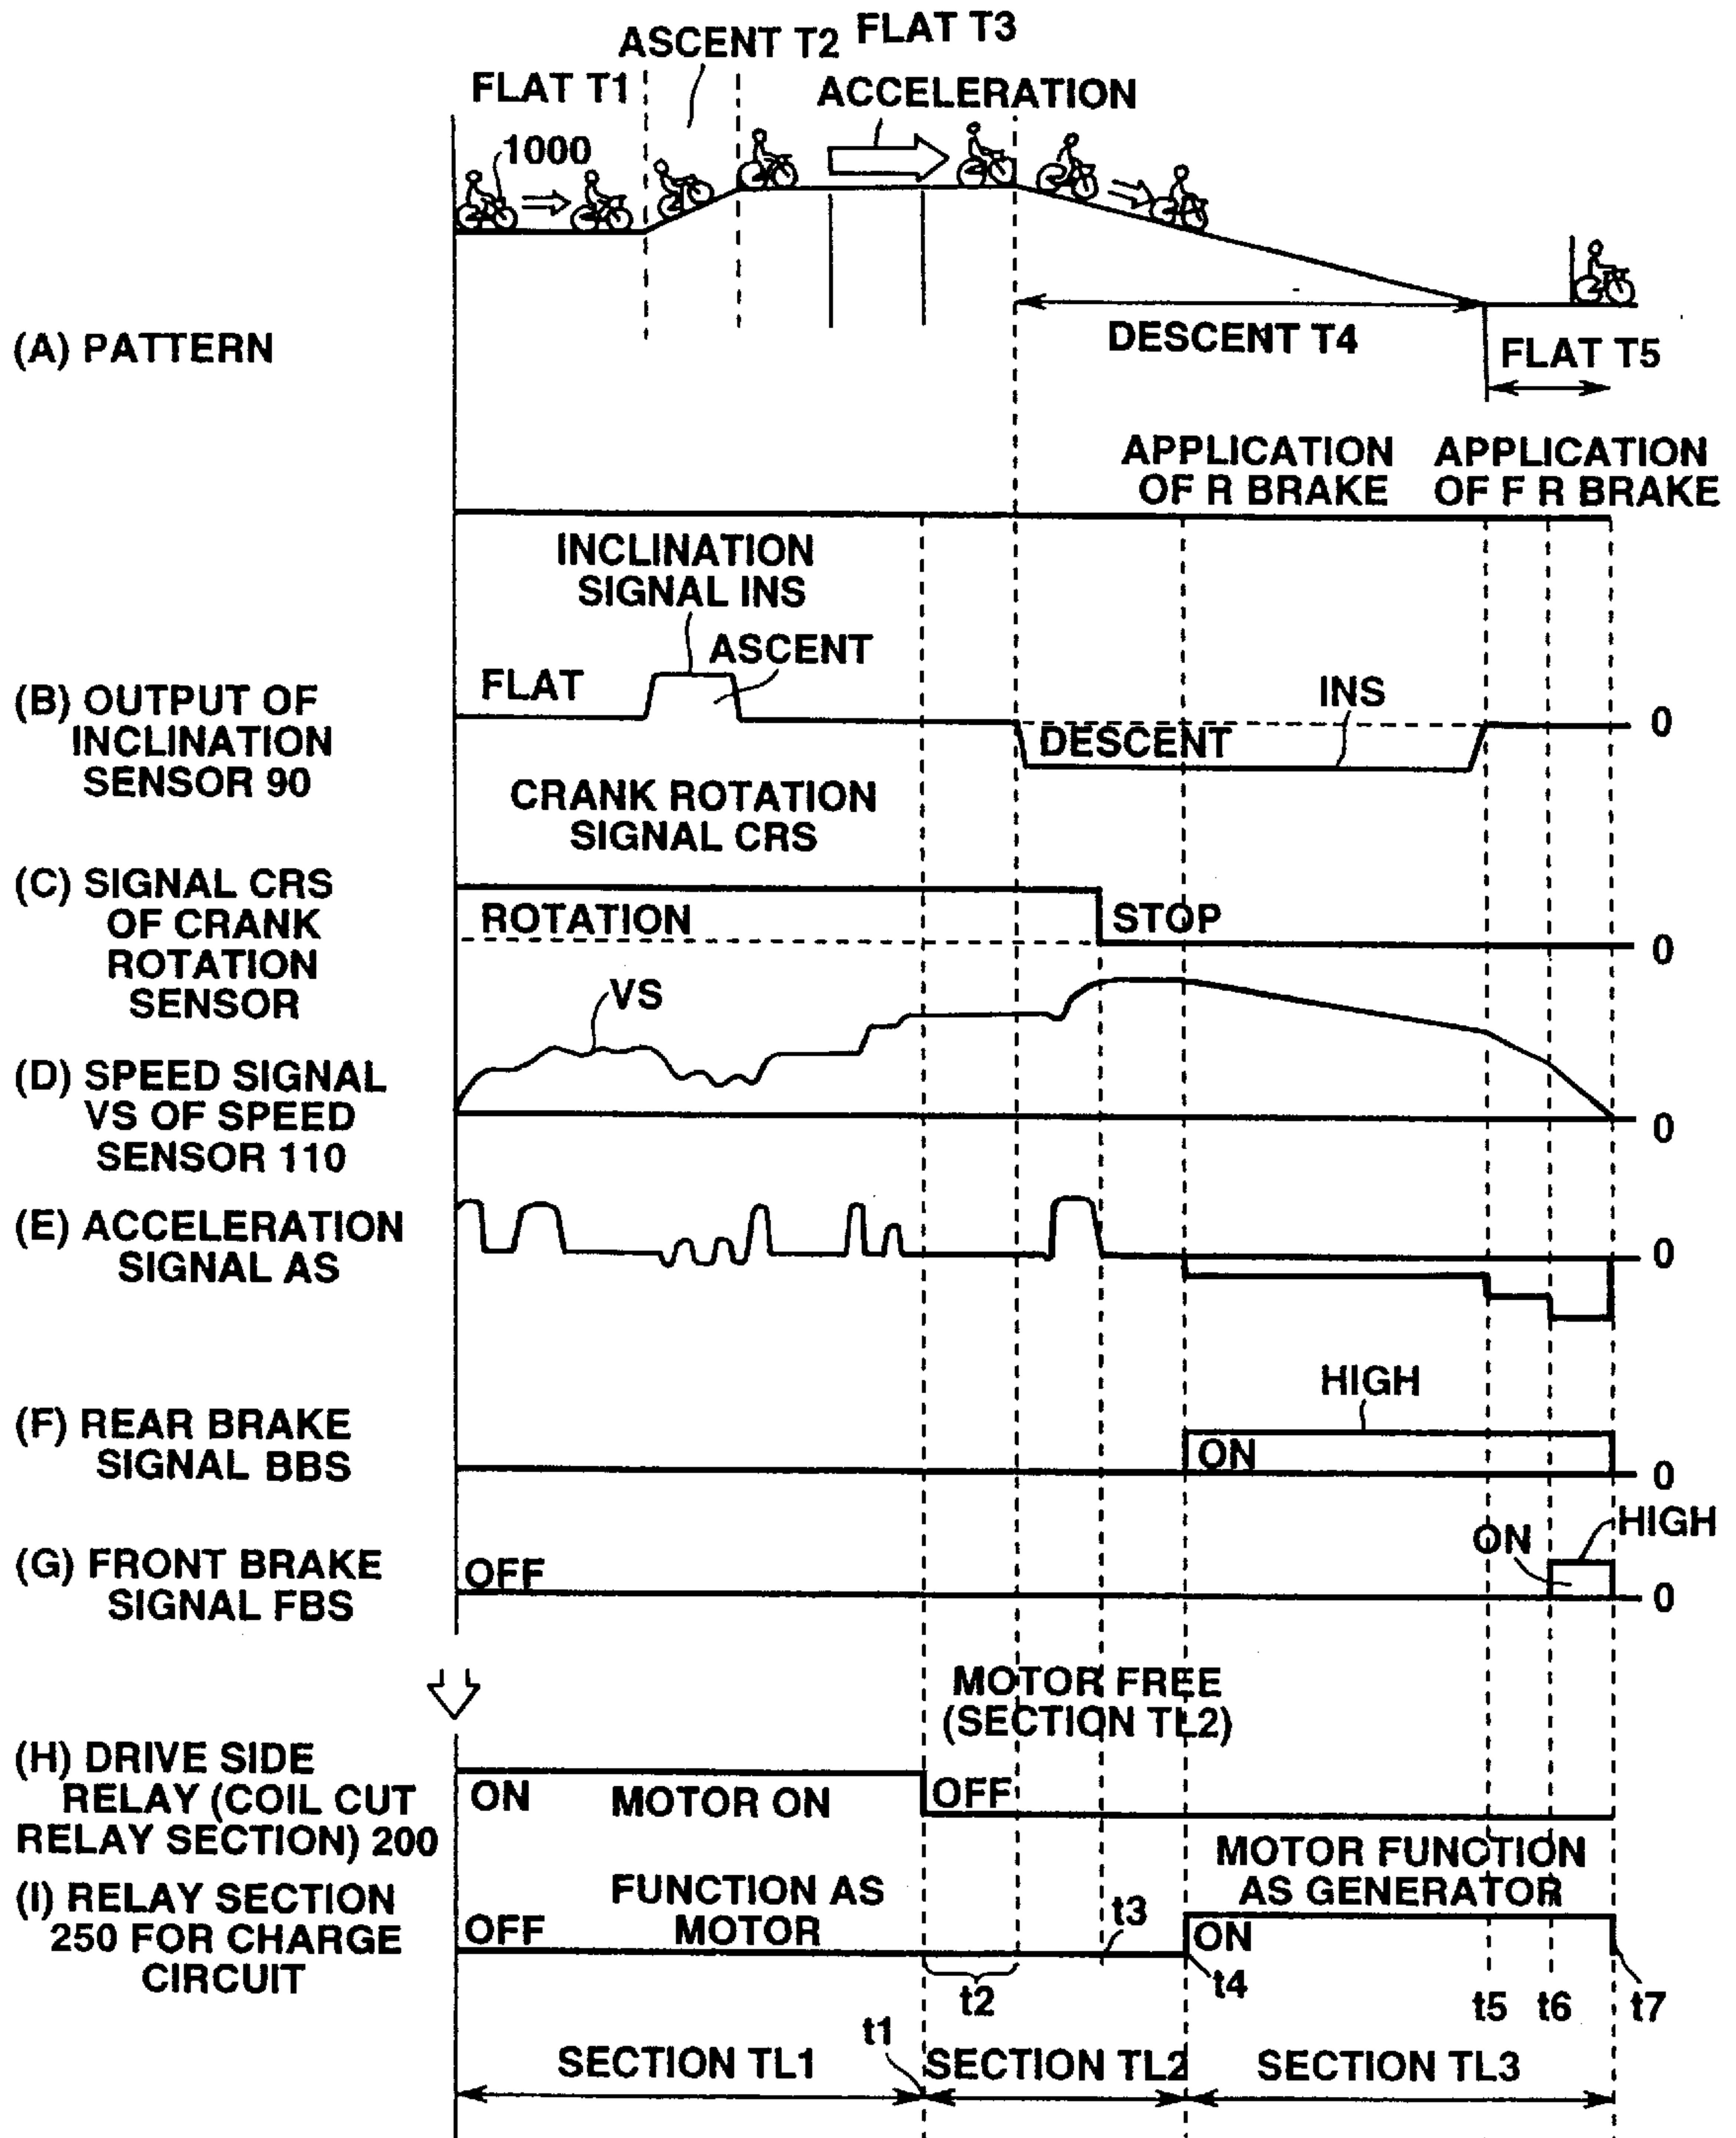 FLAT T1
ASCENT T2
FLAT T3
ACCELERATION
1000
(A) PATTERN
DESCENT T4
FLAT T5
APPLICATION
OF R BRAKE
APPLICATION
OF F R BRAKE
INCLINATION
SIGNAL INS
ASCENT
FLAT
INS
DESCENT
0
(B) OUTPUT OF
INCLINATION
SENSOR 90
CRANK ROTATION
SIGNAL CRS
(C) SIGNAL CRS
OF CRANK
ROTATION
SENSOR
ROTATION
STOP
0
VS
(D) SPEED SIGNAL
VS OF SPEED
SENSOR 110
0
(E) ACCELERATION
SIGNAL AS
0
HIGH
(F) REAR BRAKE
SIGNAL BBS
ON
0
HIGH
ON
(G) FRONT BRAKE
SIGNAL FBS
OFF
0
MOTOR FREE
(SECTION TL2)
(H) DRIVE SIDE
RELAY (COIL CUT
RELAY SECTION) 200
ON
MOTOR ON
OFF
MOTOR FUNCTION
AS GENERATOR
(I) RELAY SECTION
250 FOR CHARGE
CIRCUIT
OFF
FUNCTION AS
MOTOR
t3
ON
t4
t2
t5
t6
t7
t1
SECTION TL1
SECTION TL2
SECTION TL3